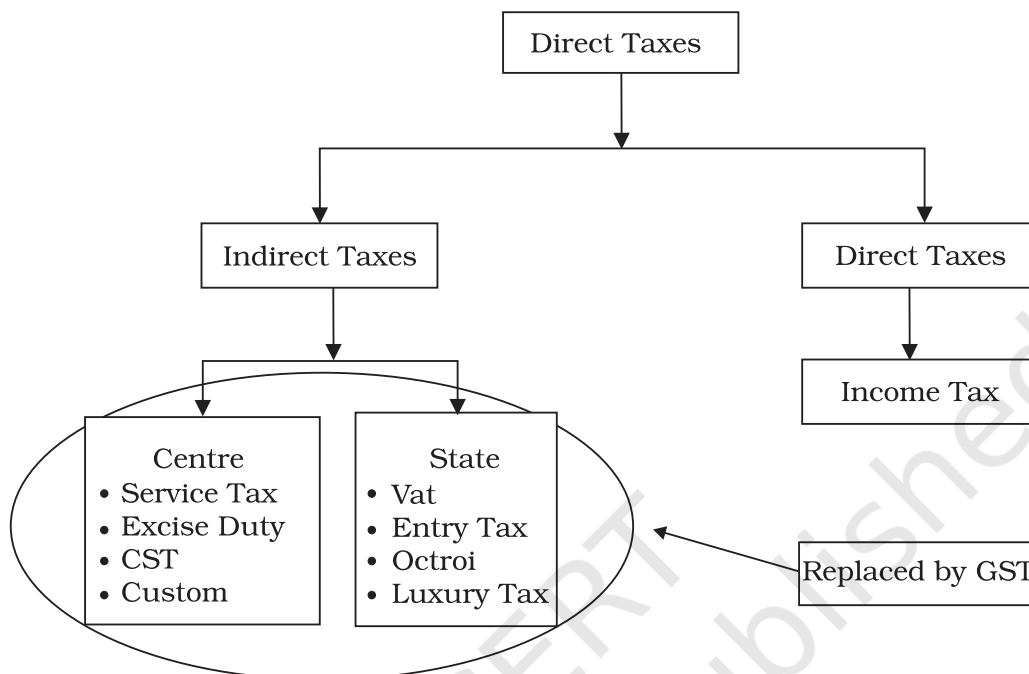 Direct Taxes
Indirect Taxes
Direct Taxes
Income Tax
Centre
• Service Tax
• Excise Duty
• CST
• Custom
State
• Vat
• Entry Tax
• Octroi
• Luxury Tax
Replaced by GST